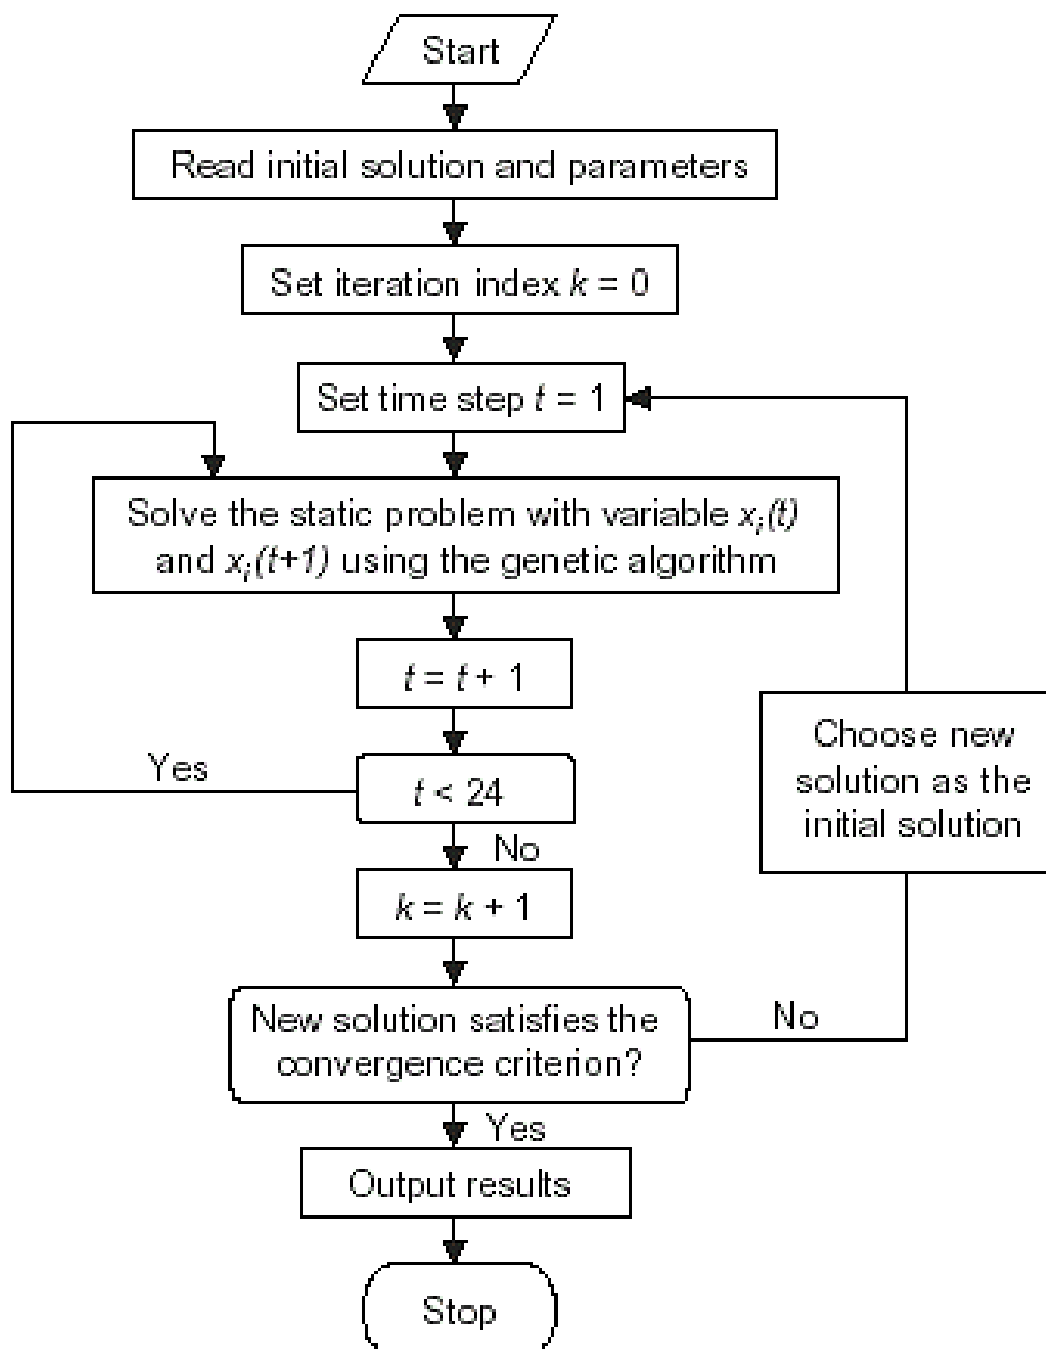 Start
Read initial solution and parameters
Set iteration index k = 0
Set time step t = 1
Solve the static problem with variable xi(t)
and xi(t+1) using the genetic algorithm
t = t + 1
Yes
t < 24
No
k = k + 1
Choose new
solution as the
initial solution
New solution satisfies the
convergence criterion?
No
Yes
Output results
Stop